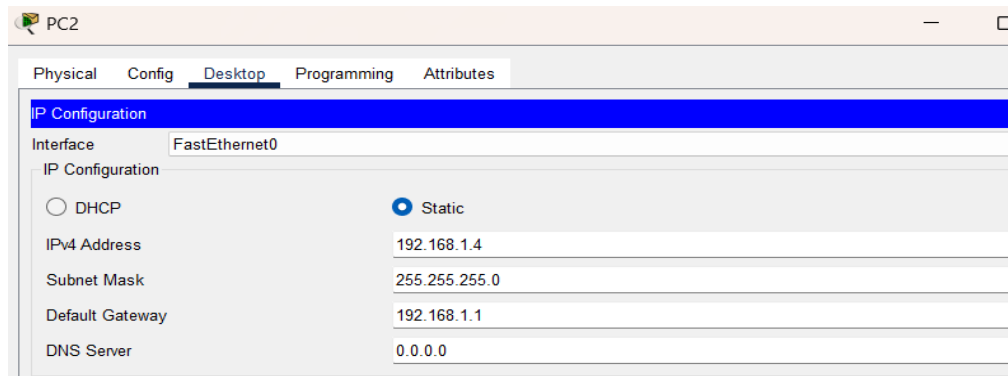 PC2
Physical Config Desktop Programming Attributes
IP Configuration
Interface FastEthernet0
IP Configuration
DHCP Static
IPv4 Address 192.168.1.4
Subnet Mask 255.255.255.0
Default Gateway 192.168.1.1
DNS Server 0.0.0.0